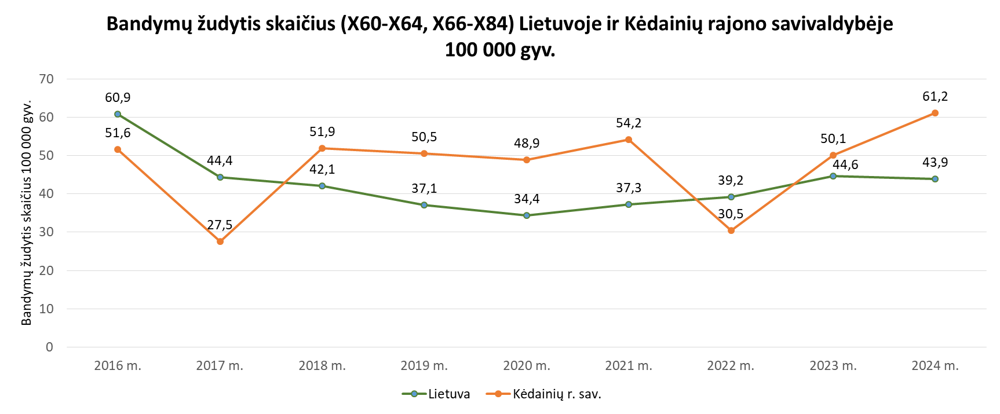 Bandymų žudytis skaičius (X60-X64, X66-X84) Lietuvoje ir Kėdainių rajono savivaldybėje
100 000 gyv.
Bandymų žudytis skaičius 100 000 gyv.
70
60
50
40
30
20
10
0
60,9
44,4
42,1
37,1
34,4
37,3
39,2
44,6
43,9
51,6
27,5
51,9
50,5
48,9
54,2
30,5
50,1
61,2
2016 m.
2017 m.
2018 m.
2019 m.
2020 m.
2021 m.
2022 m.
2023 m.
2024 m.
Lietuva
Kėdainių r. sav.